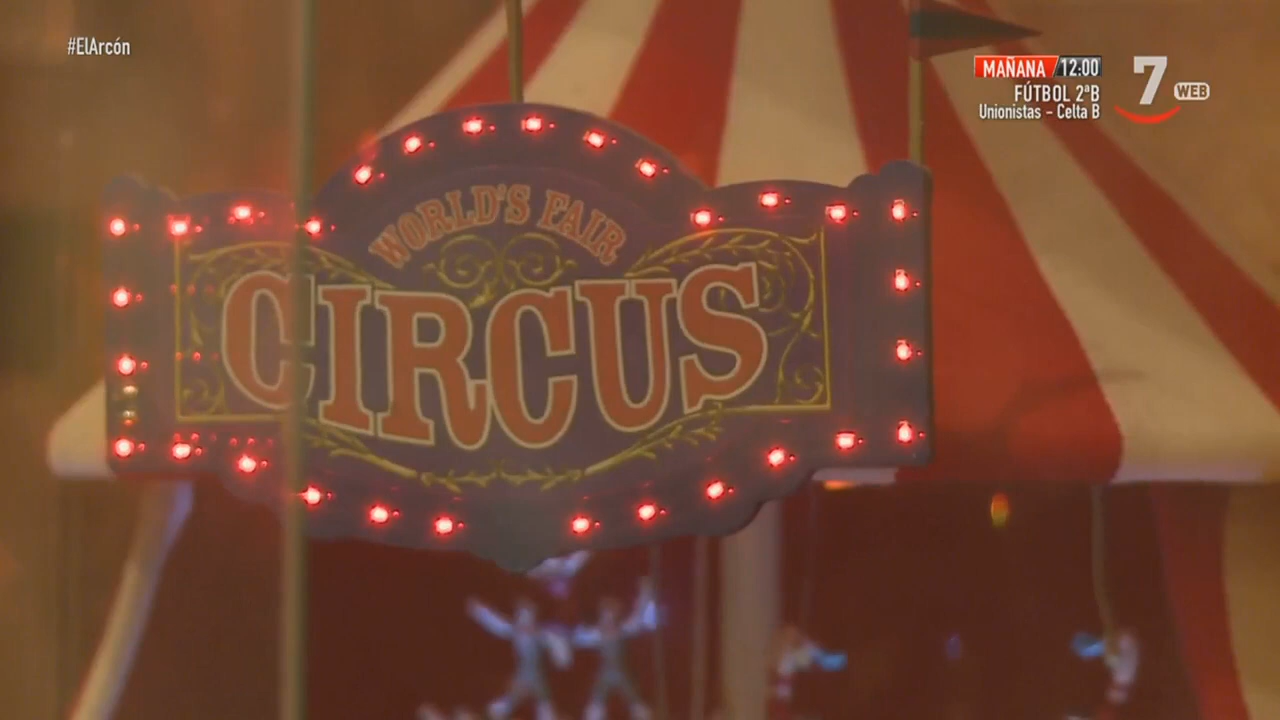 #ElArcón
MAÑANA 12:00
FÚTBOL 2ªB
Unionistas - Celta B
7 WEB
WORLD'S FAIR
CIRCUS